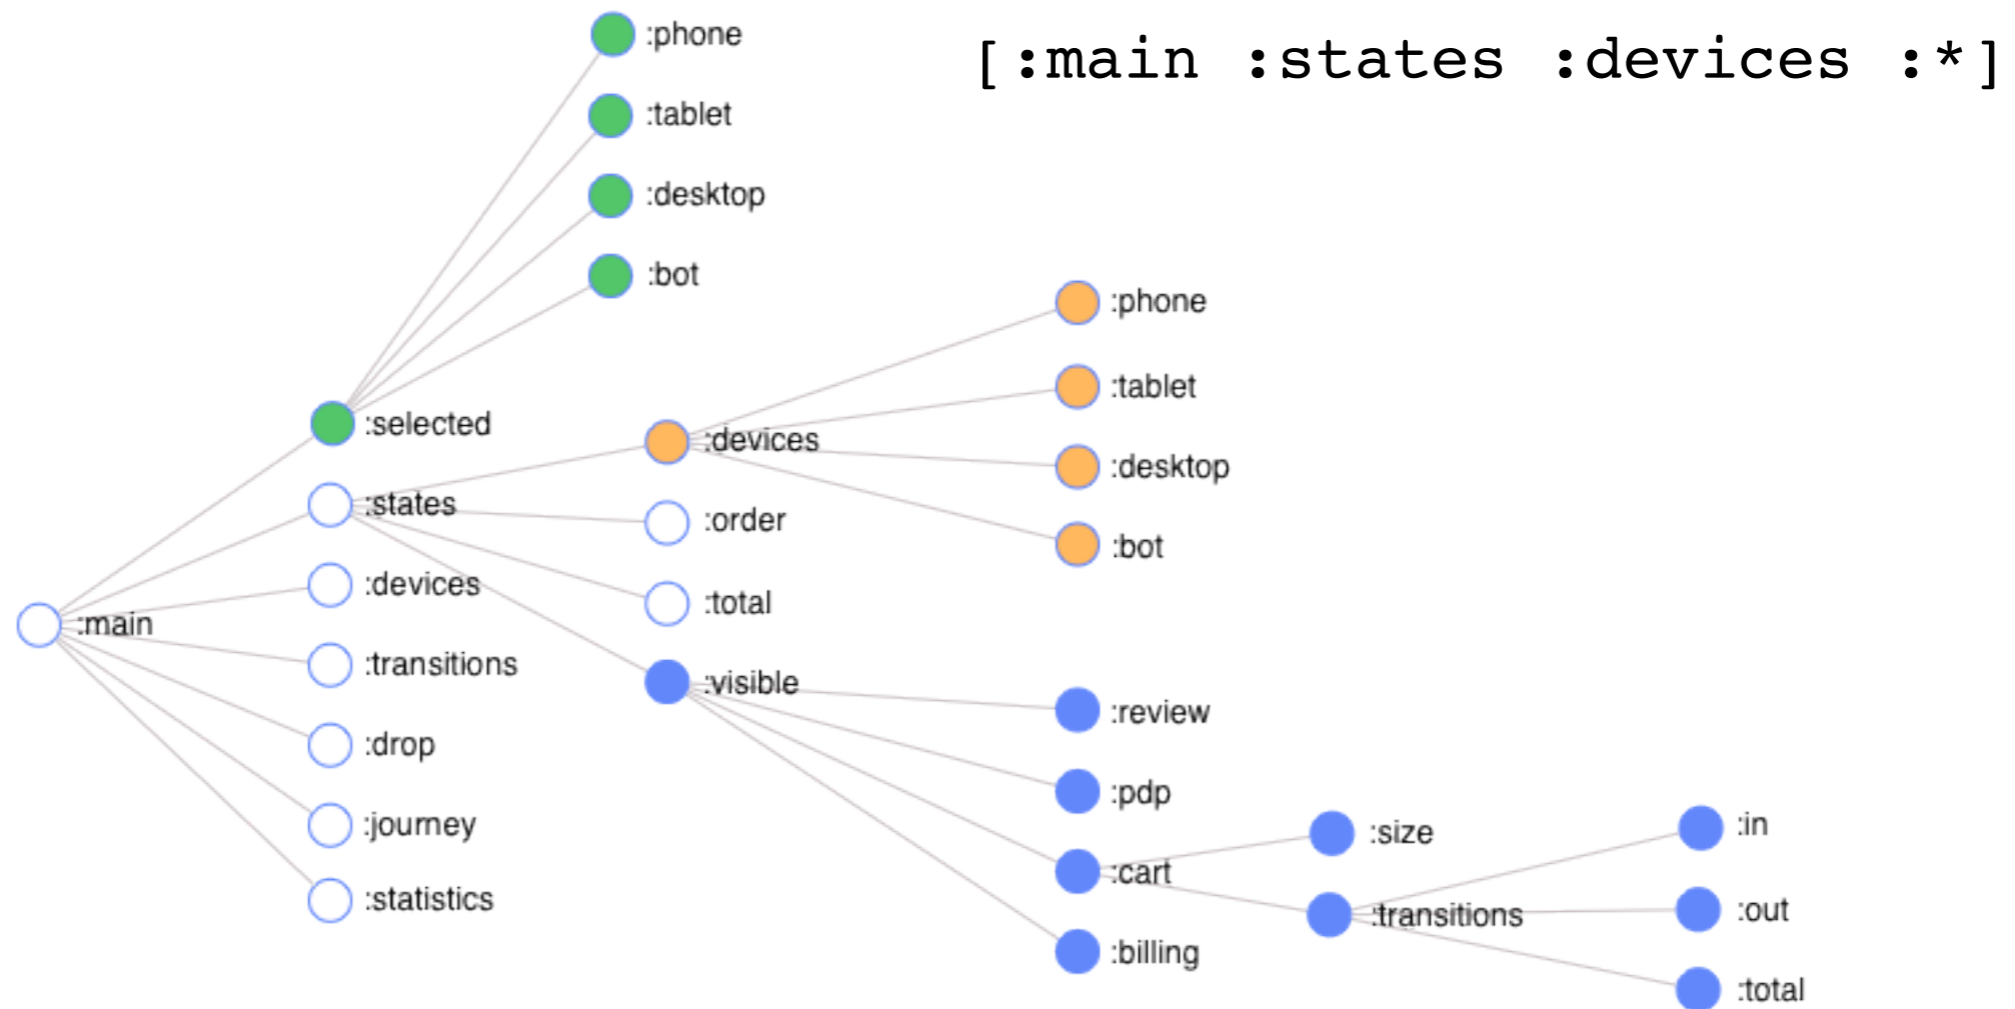 :phone
[:main :states :devices :*]
:tablet
:desktop
:bot
:phone
:tablet
:selected
:devices
:desktop
:states
:order
:bot
:devices
:total
:main
:transitions
:visible
:review
:drop
:pdp
:journey
:size
:in
:cart
:statistics
:transitions
:out
:billing
:total